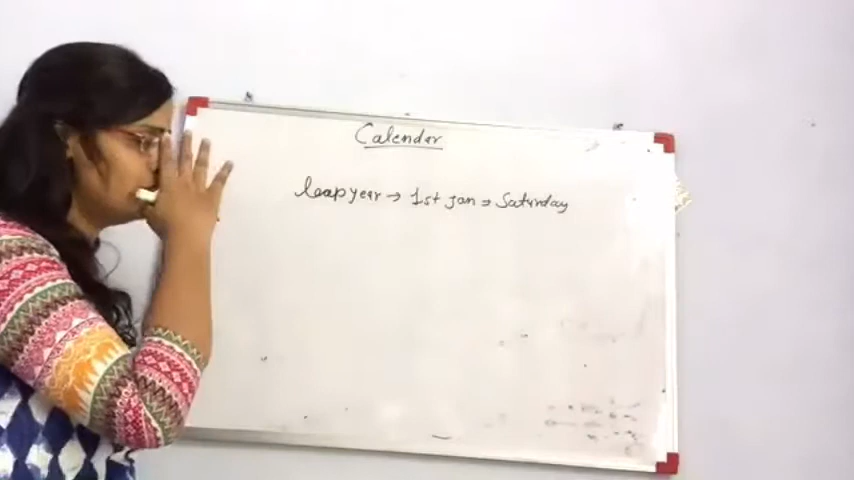 Calender
leap year → 1st jan ⇒ Saturday